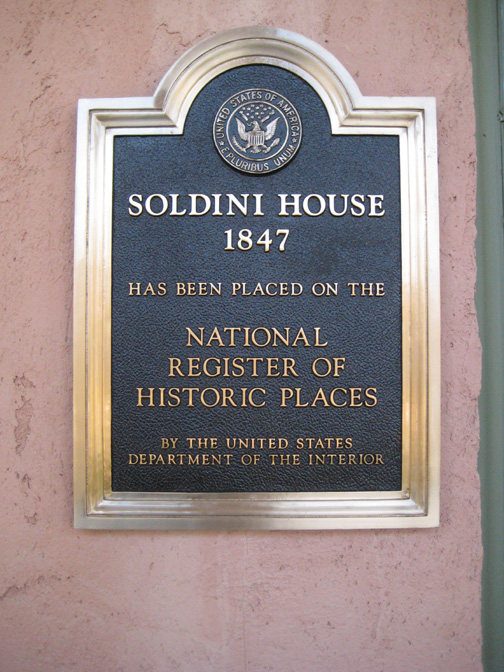 UNITED STATES OF AMERICA
E PLURIBUS UNUM
SOLDINI HOUSE
1847
HAS BEEN PLACED ON THE
NATIONAL
REGISTER OF
HISTORIC PLACES
BY THE UNITED STATES
DEPARTMENT OF THE INTERIOR